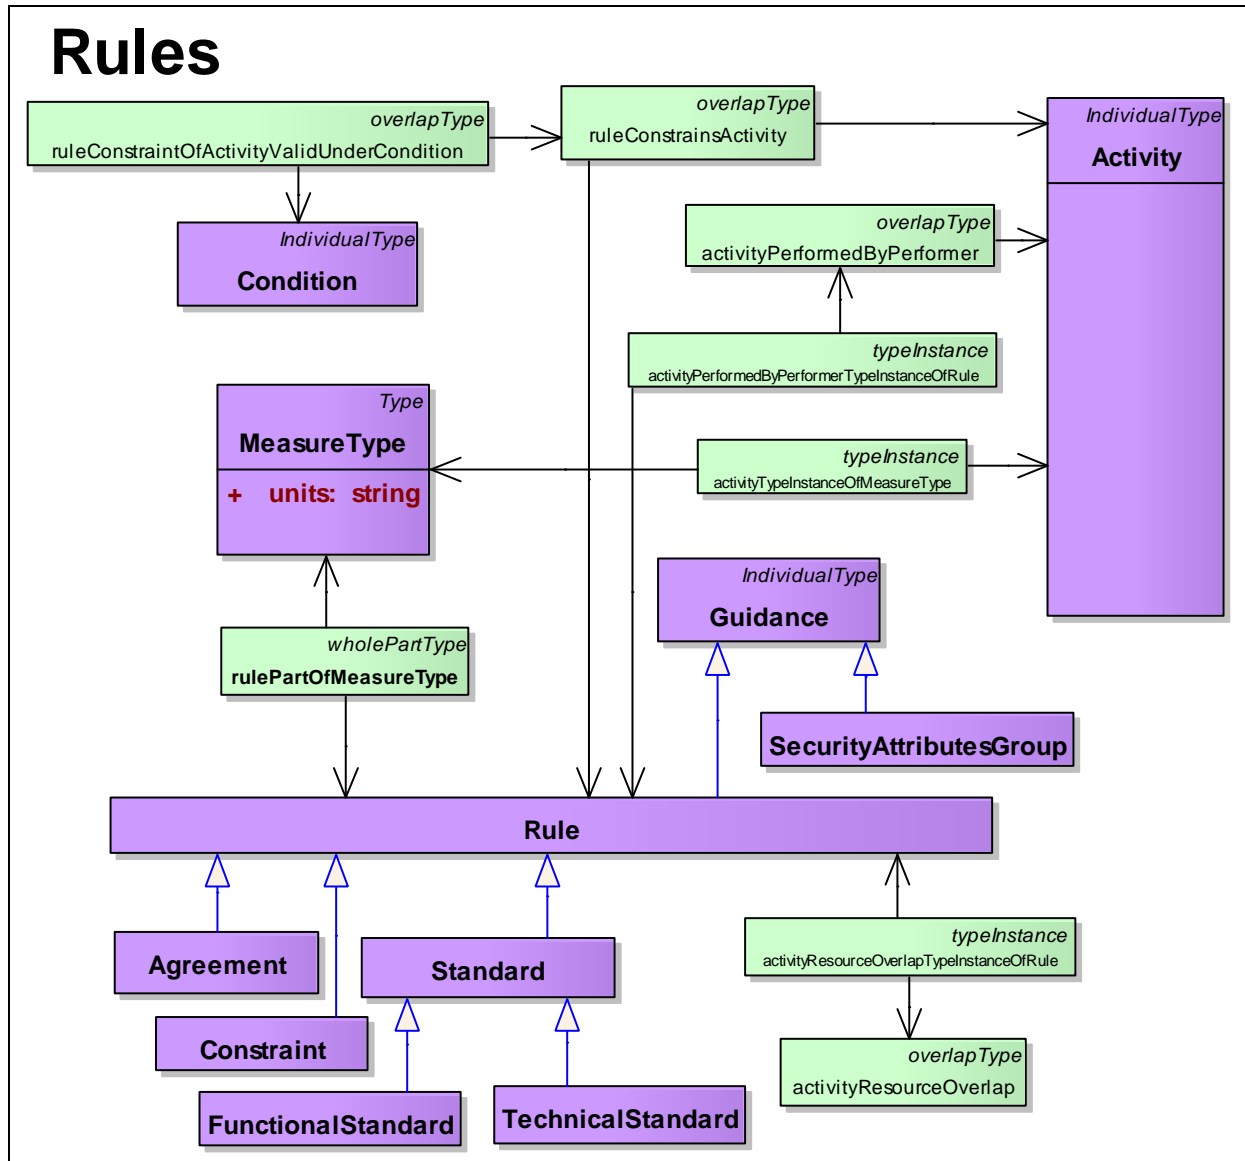 Rules
overlapType
ruleConstraintOfActivityValidUnderCondition
overlapType
ruleConstrainsActivity
IndividualType
Activity
IndividualType
Condition
overlapType
activityPerformedByPerformer
typeInstance
activityPerformedByPerformerTypeInstanceOfRule
Type
MeasureType
+ units: string
typeInstance
activityTypeInstanceOfMeasureType
IndividualType
Guidance
wholePartType
rulePartOfMeasureType
SecurityAttributesGroup
Rule
Agreement
Standard
typeInstance
activityResourceOverlapTypeInstanceOfRule
Constraint
overlapType
activityResourceOverlap
FunctionalStandard
TechnicalStandard